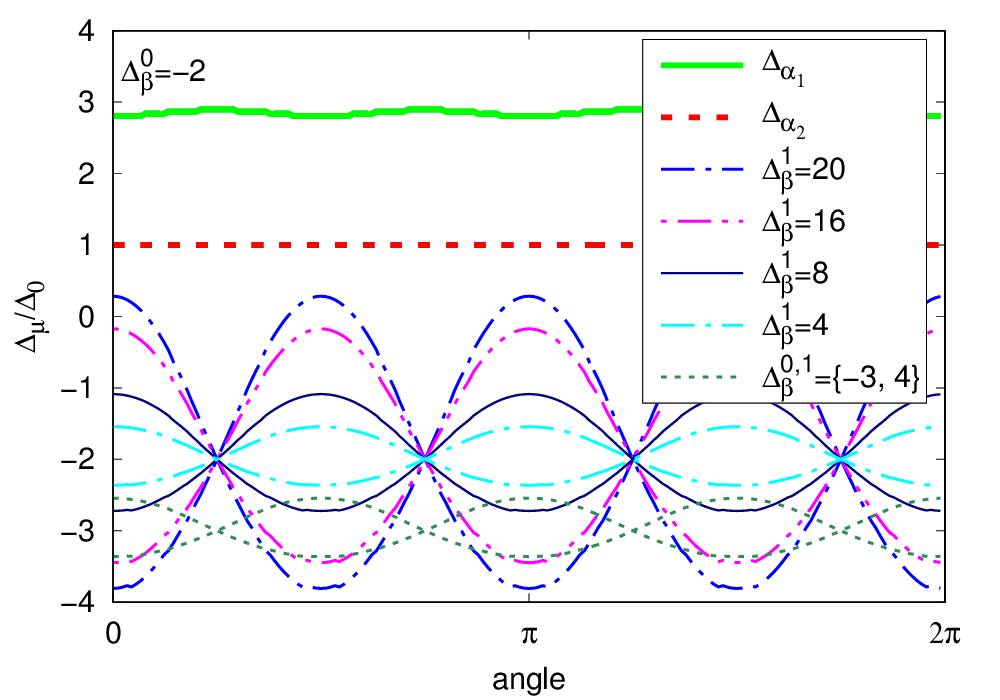 4
3
2
1
0
−1
−2
−3
−4
Δμ/Δ0
Δβ0=−2
Δα1
Δα2
Δβ1=20
Δβ1=16
Δβ1=8
Δβ1=4
Δβ0,1={−3, 4}
0 π 2π
angle